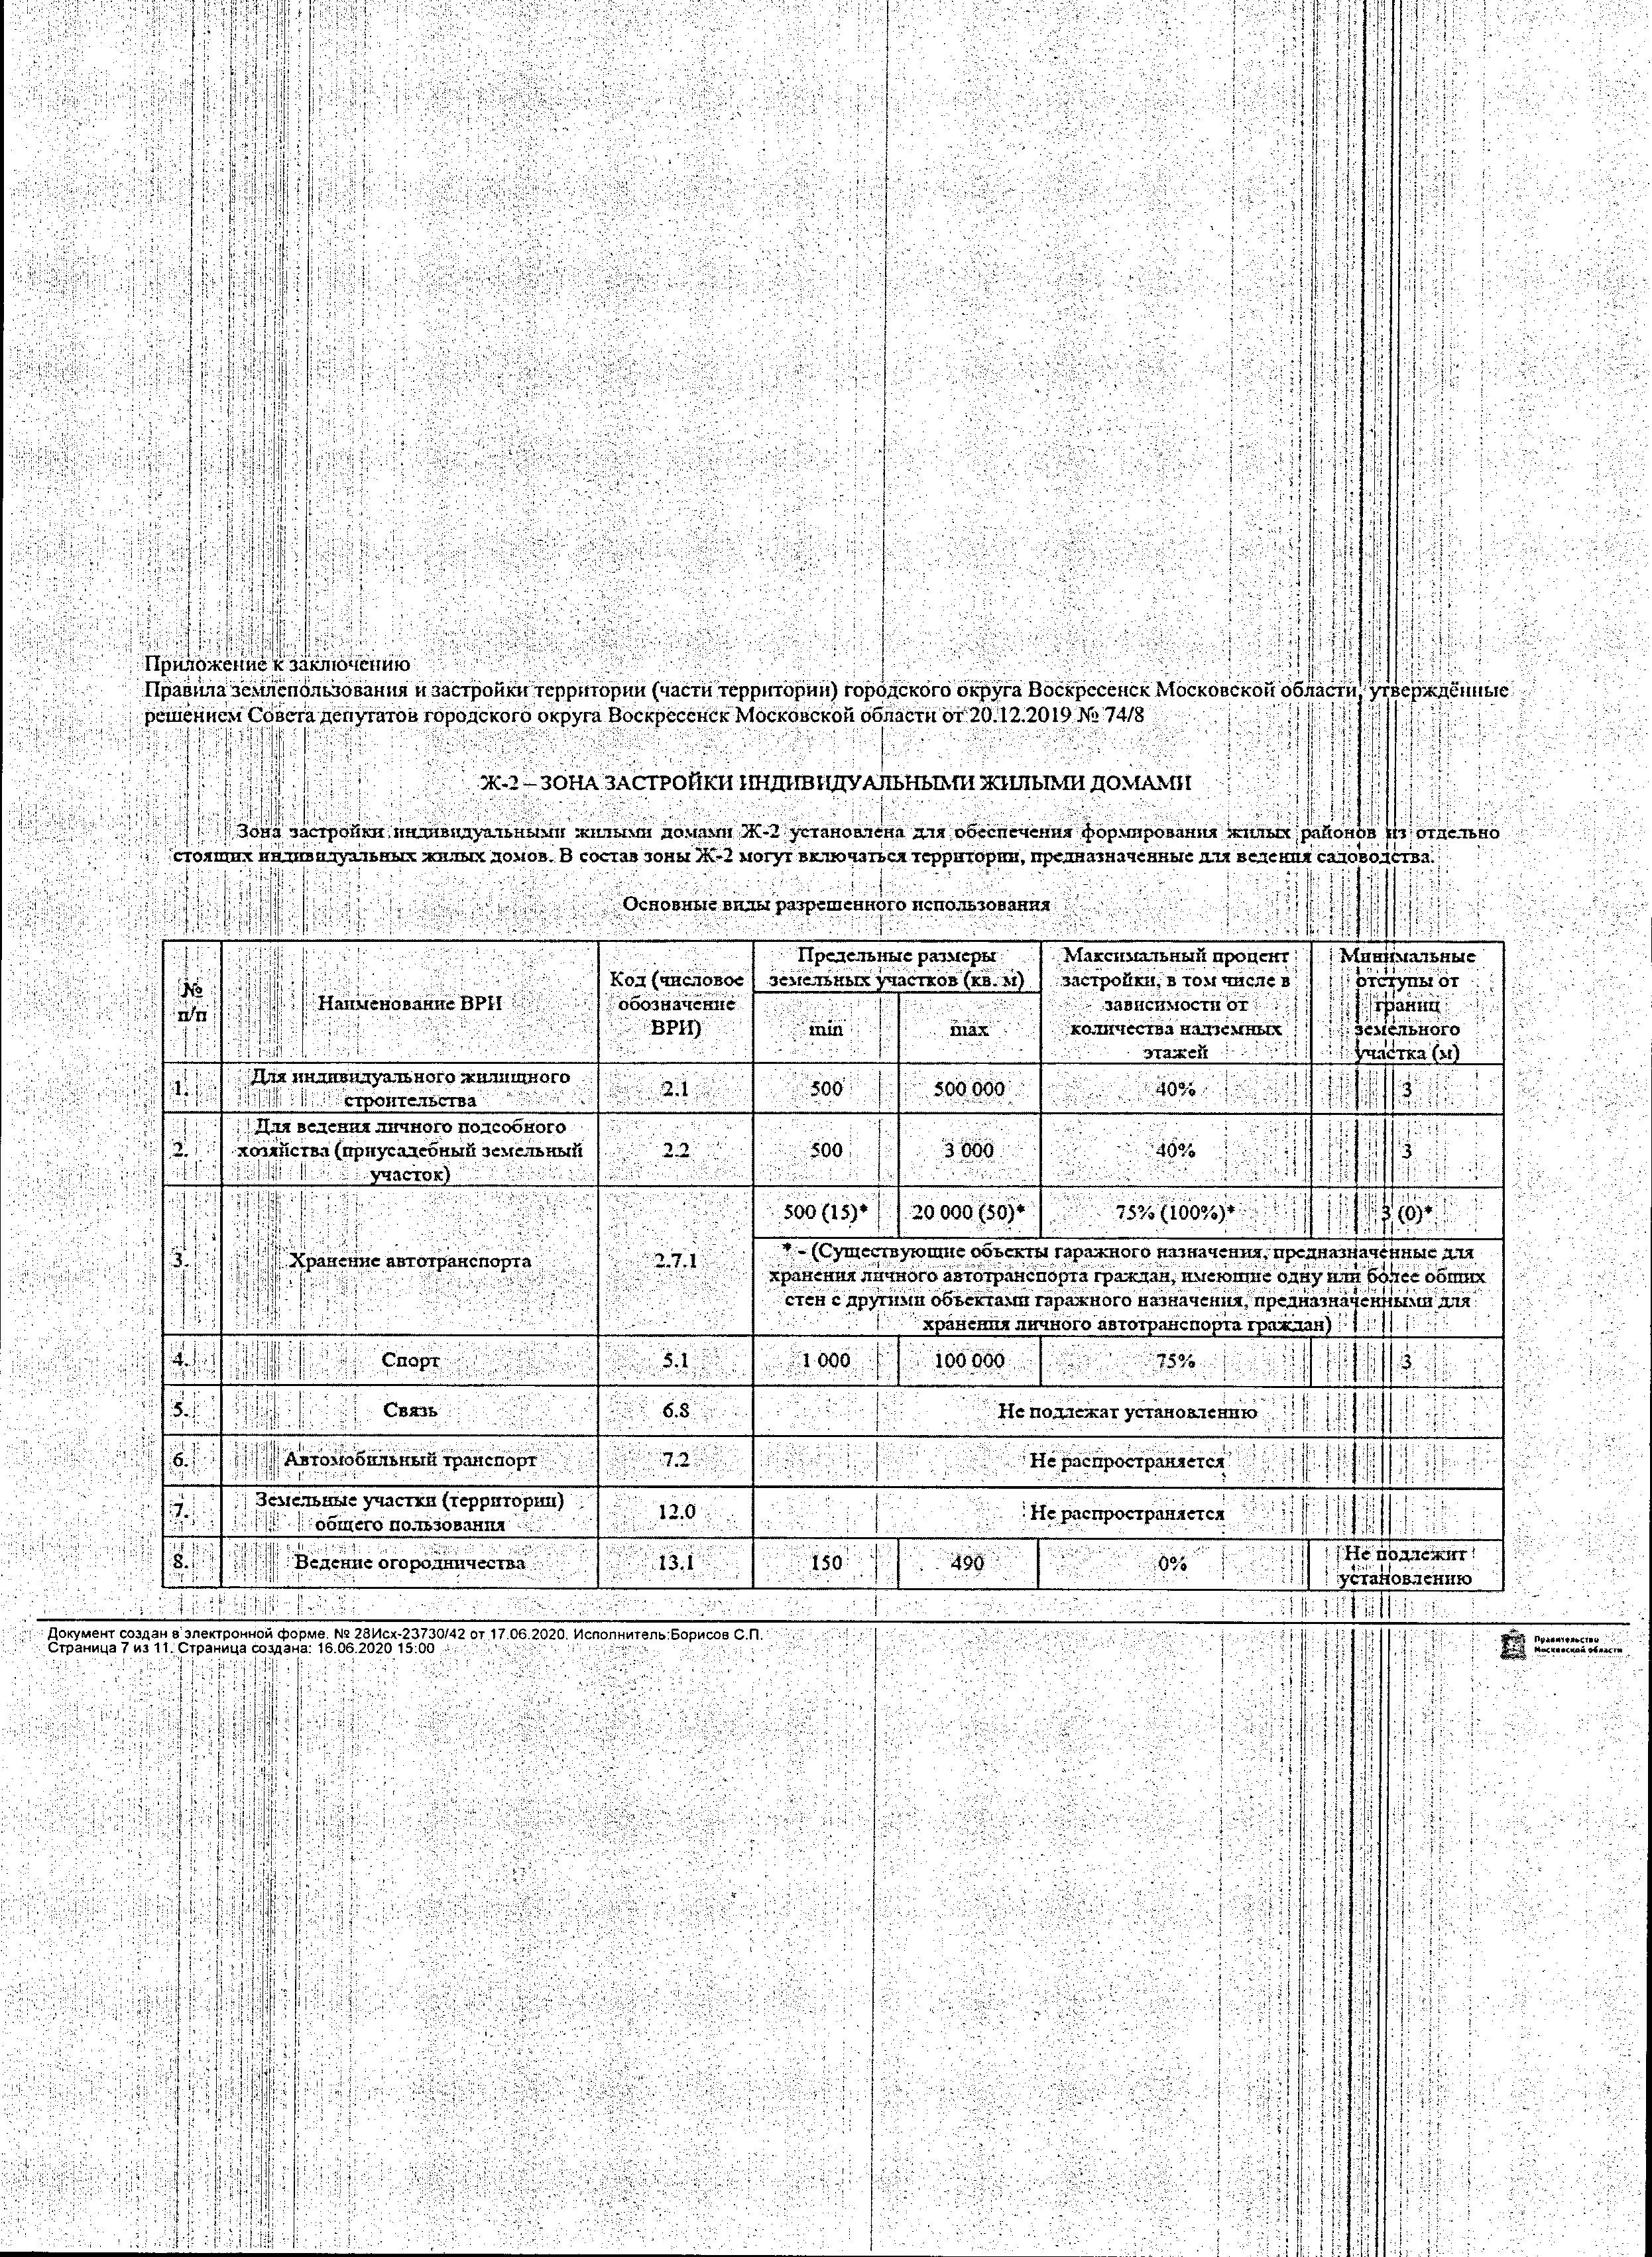 Приложение к заключению
Правила землепользования и застройки территории (части территории) городского округа Воскресенск Московской области, утверждённые
решением Совета депутатов городского округа Воскресенск Московской области от 20.12.2019 № 74/8
Ж-2 – ЗОНА ЗАСТРОЙКИ ИНДИВИДУАЛЬНЫМИ ЖИЛЫМИ ДОМАМИ
Зона застройки индивидуальными жилыми домами Ж-2 установлена для обеспечения формирования жилых районов из отдельно
стоящих индивидуальных жилых домов. В состав зоны Ж-2 могут включаться территории, предназначенные для ведения садоводства.
Основные виды разрешенного использования
№
п/п
Наименование ВРИ
Код (числовое
обозначение
ВРИ)
Предельные размеры
земельных участков (кв. м)
min
max
Максимальный процент
застройки, в том числе в
зависимости от
количества надземных
этажей
Минимальные
отступы от
границ
земельного
участка (м)
1.
Для индивидуального жилищного
строительства
2.1
500
500 000
40%
3
2.
Для ведения личного подсобного
хозяйства (приусадебный земельный
участок)
2.2
500
3 000
40%
3
3.
Хранение автотранспорта
2.7.1
500 (15)*
20 000 (50)*
75% (100%)*
3 (0)*
* - (Существующие объекты гаражного назначения, предназначенные для
хранения личного автотранспорта граждан, имеющие одну или более общих
стен с другими объектами гаражного назначения, предназначенными для
хранения личного автотранспорта граждан)
4.
Спорт
5.1
1 000
100 000
75%
3
5.
Связь
6.8
Не подлежат установлению
6.
Автомобильный транспорт
7.2
Не распространяется
7.
Земельные участки (территории)
общего пользования
12.0
Не распространяется
8.
Ведение огородничества
13.1
150
490
0%
Не подлежит
установлению
Документ создан в электронной форме. № 28Исх-23730/42 от 17.06.2020. Исполнитель:Борисов С.П.
Страница 7 из 11. Страница создана: 16.06.2020 15:00
Правительство
Московской области